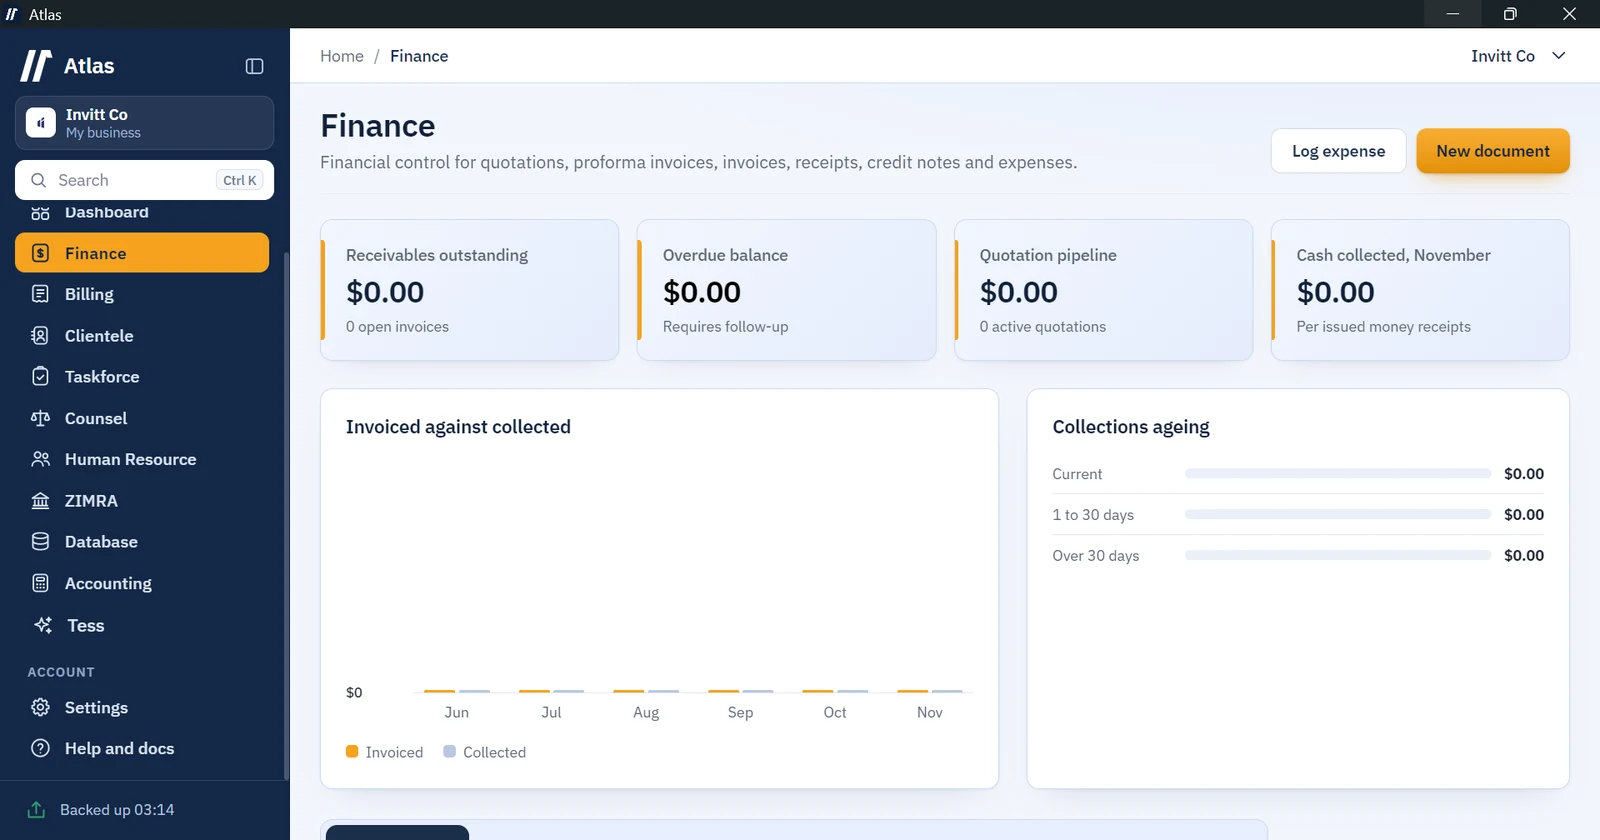 Atlas
Atlas
Invitt Co
My business
Search
Ctrl K
Dashboard
Finance
Billing
Clientele
Taskforce
Counsel
Human Resource
ZIMRA
Database
Accounting
Tess
ACCOUNT
Settings
Help and docs
Backed up 03:14
Home / Finance
Invitt Co
Finance
Financial control for quotations, proforma invoices, invoices, receipts, credit notes and expenses.
Log expense
New document
Receivables outstanding
$0.00
0 open invoices
Overdue balance
$0.00
Requires follow-up
Quotation pipeline
$0.00
0 active quotations
Cash collected, November
$0.00
Per issued money receipts
Invoiced against collected
$0
Jun Jul Aug Sep Oct Nov
Invoiced Collected
Collections ageing
Current $0.00
1 to 30 days $0.00
Over 30 days $0.00